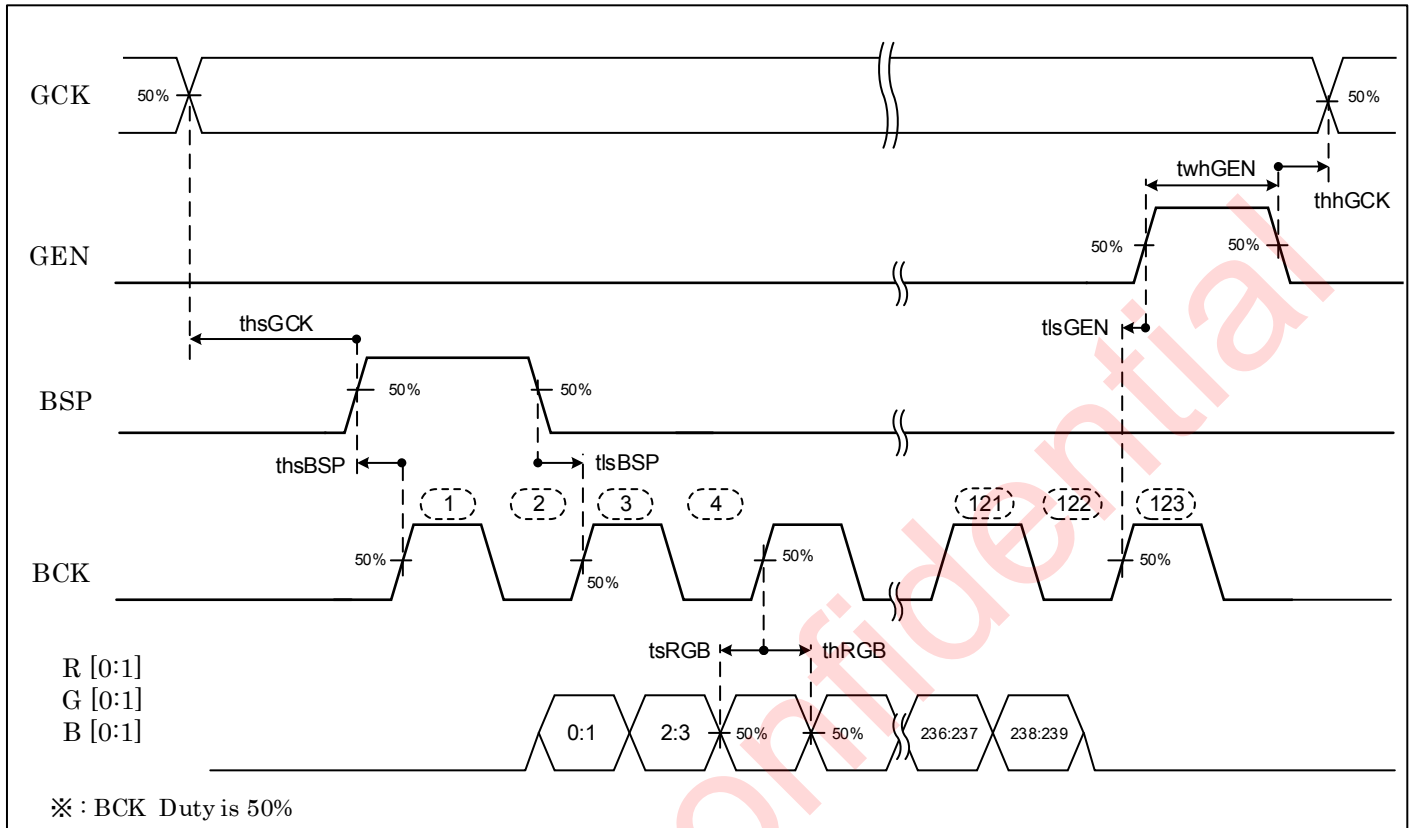 GCK
50%
50%
twhGEN
thhGCK
GEN
50%
50%
thsGCK
tlsGEN
BSP
50%
50%
thsBSP
tlsBSP
1
2
3
4
121
122
123
BCK
50%
50%
50%
50%
tsRGB
thRGB
R [0:1]
G [0:1]
B [0:1]
0:1
2:3
50%
50%
236:237
238:239
※ : BCK Duty is 50%
onfidential